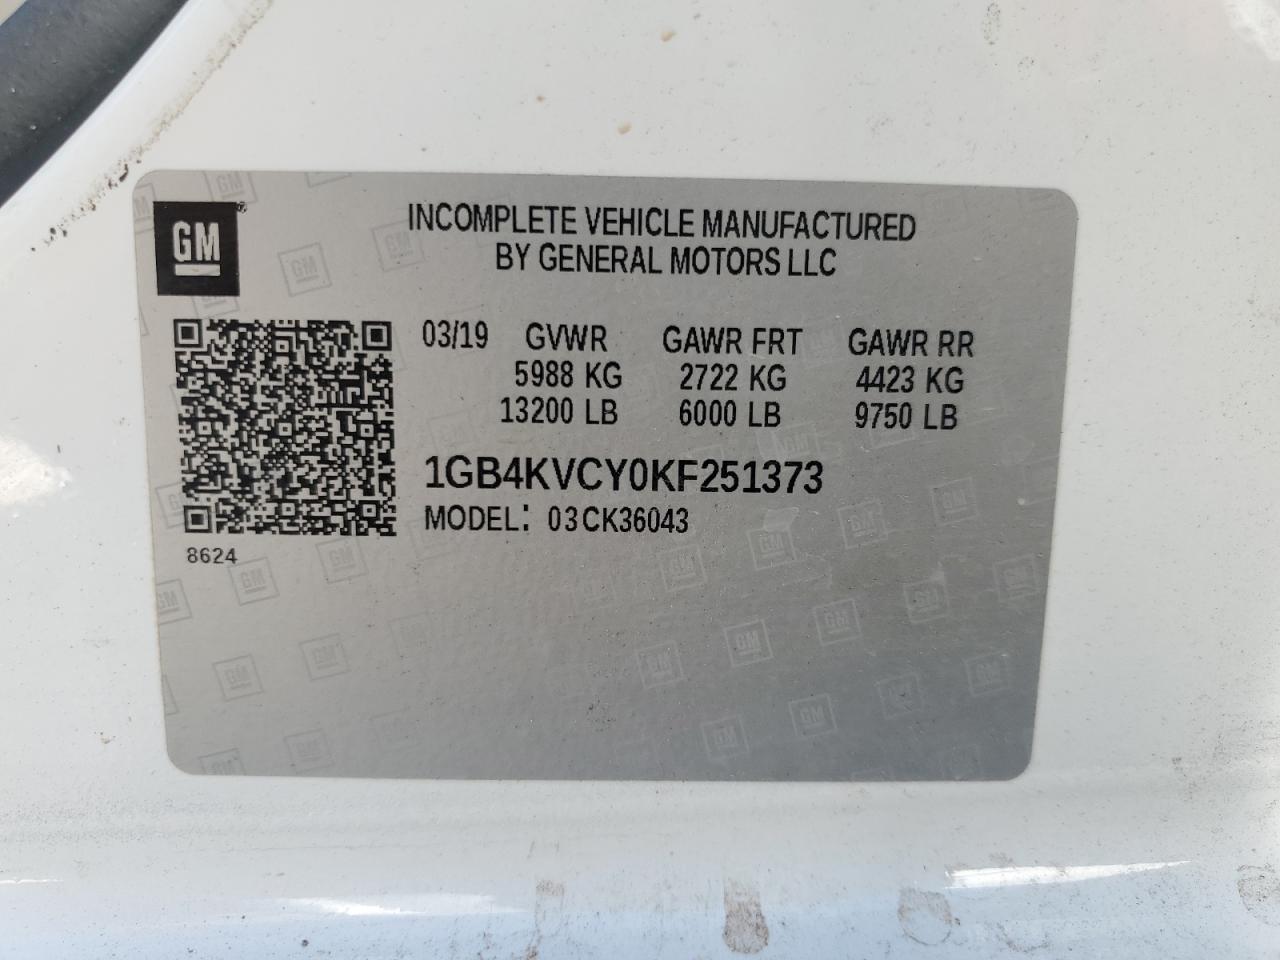 GM
INCOMPLETE VEHICLE MANUFACTURED
BY GENERAL MOTORS LLC
03/19 GVWR GAWR FRT GAWR RR
5988 KG 2722 KG 4423 KG
13200 LB 6000 LB 9750 LB
1GB4KVCY0KF251373
MODEL: 03CK36043
8624